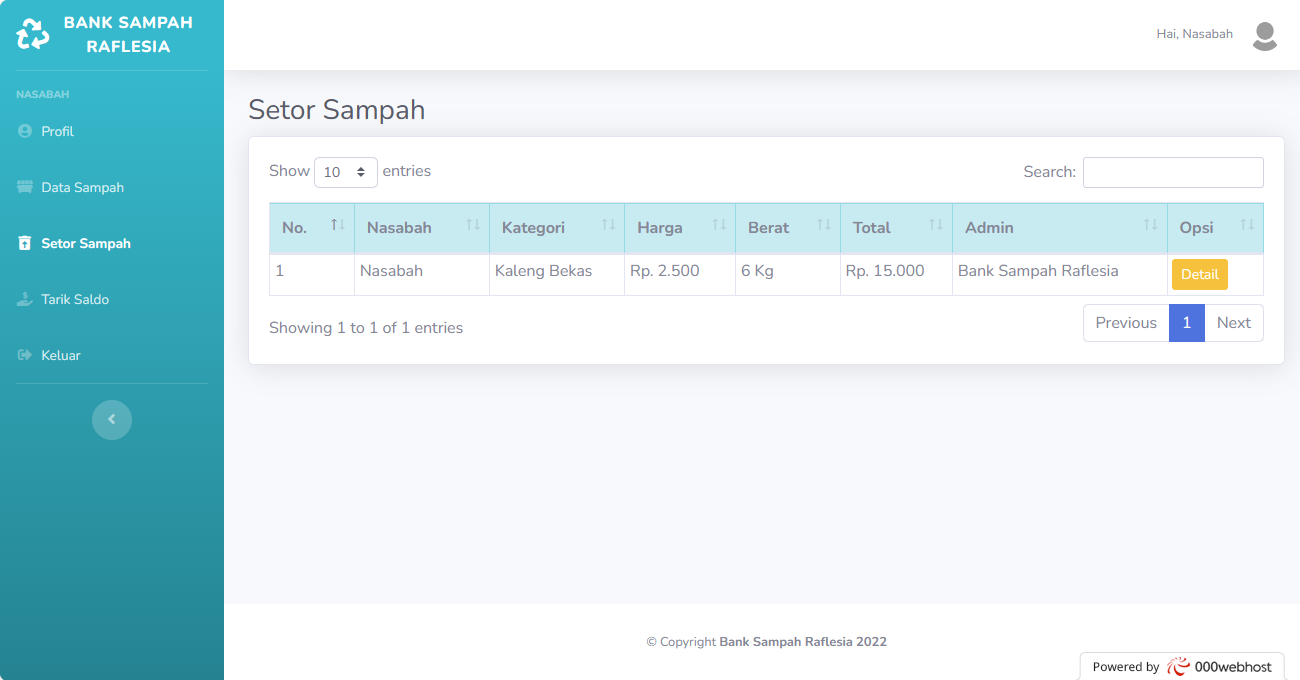 BANK SAMPAH
RAFLESIA
Hai, Nasabah
NASABAH
Profil
Data Sampah
Setor Sampah
Tarik Saldo
Keluar
Setor Sampah
Show 10 entries
Search:
No. Nasabah Kategori Harga Berat Total Admin Opsi
1 Nasabah Kaleng Bekas Rp. 2.500 6 Kg Rp. 15.000 Bank Sampah Raflesia Detail
Showing 1 to 1 of 1 entries
Previous 1 Next
© Copyright Bank Sampah Raflesia 2022
Powered by 000webhost